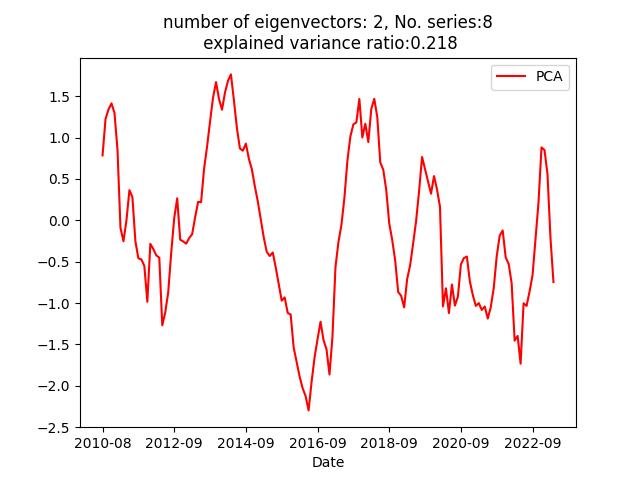 number of eigenvectors: 2, No. series:8
explained variance ratio:0.218
PCA
1.5
1.0
0.5
0.0
−0.5
−1.0
−1.5
−2.0
−2.5
2010-08 2012-09 2014-09 2016-09 2018-09 2020-09 2022-09
Date